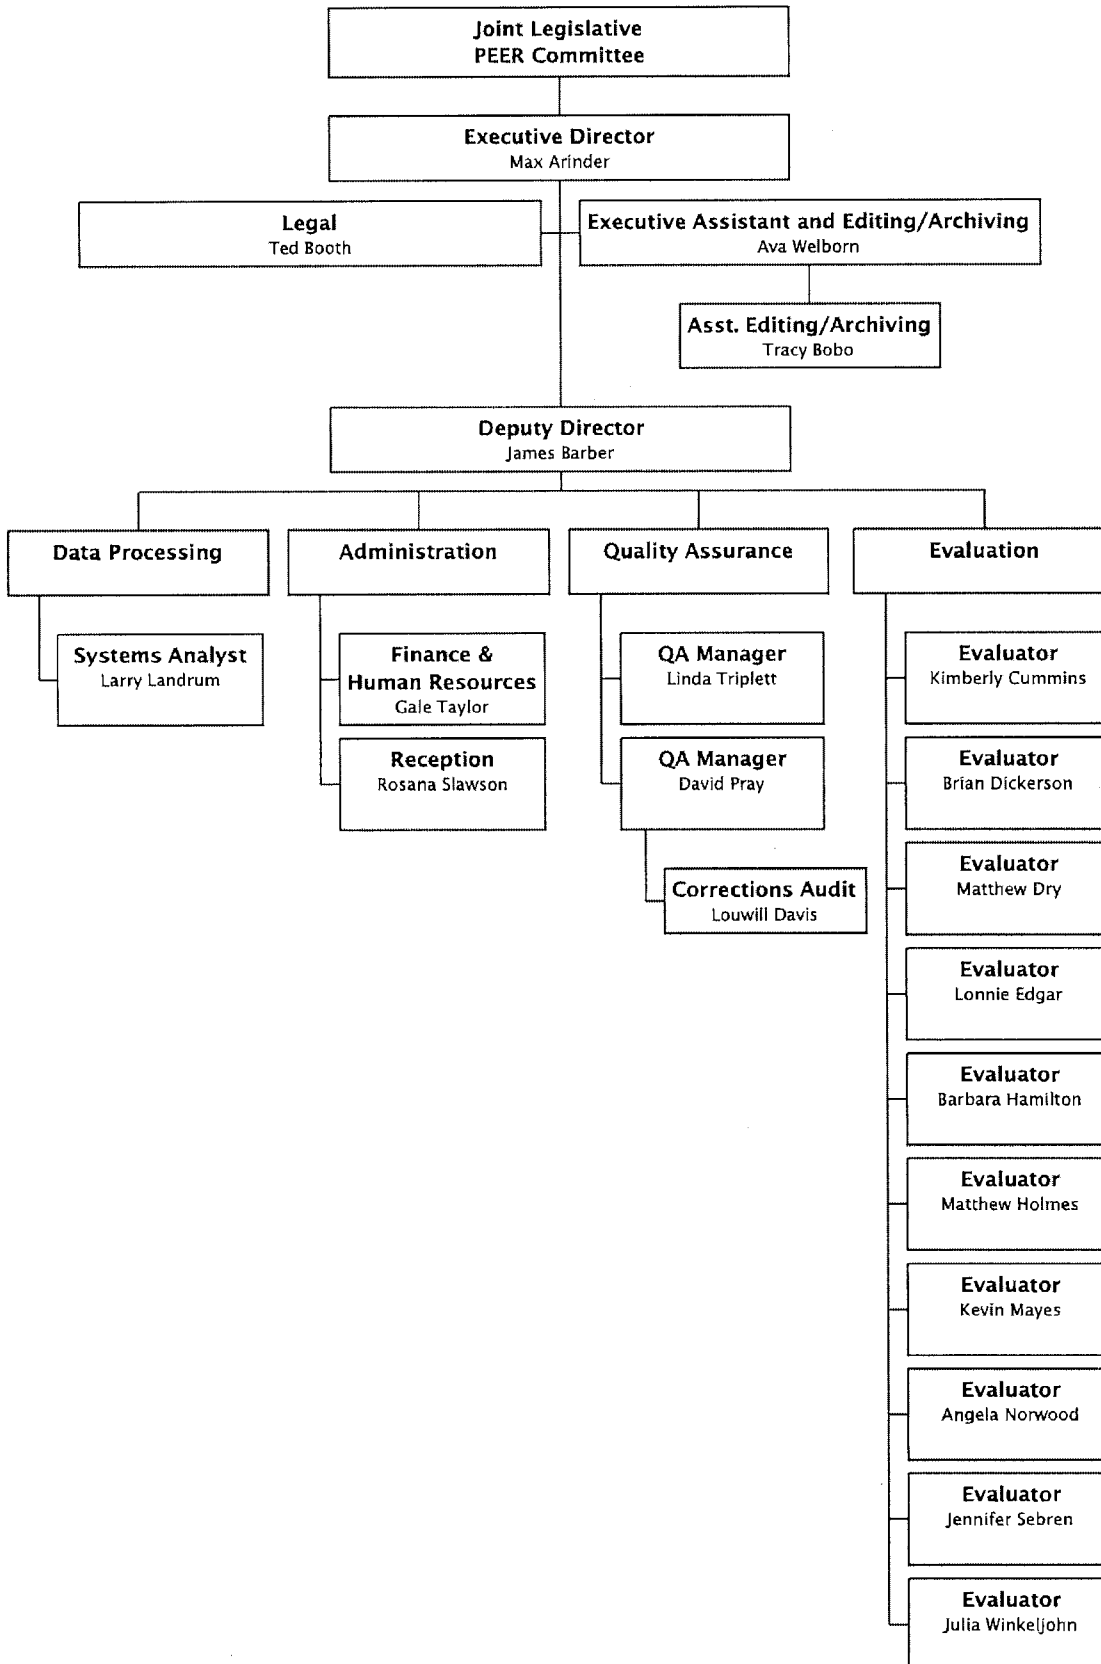 Joint Legislative
PEER Committee
Executive Director
Max Arinder
Legal
Ted Booth
Executive Assistant and Editing/Archiving
Ava Welborn
Asst. Editing/Archiving
Tracy Bobo
Deputy Director
James Barber
Data Processing
Administration
Quality Assurance
Evaluation
Systems Analyst
Larry Landrum
Finance &
Human Resources
Gale Taylor
Reception
Rosana Slawson
QA Manager
Linda Triplett
QA Manager
David Pray
Corrections Audit
Louwill Davis
Evaluator
Kimberly Cummins
Evaluator
Brian Dickerson
Evaluator
Matthew Dry
Evaluator
Lonnie Edgar
Evaluator
Barbara Hamilton
Evaluator
Matthew Holmes
Evaluator
Kevin Mayes
Evaluator
Angela Norwood
Evaluator
Jennifer Sebren
Evaluator
Julia Winkeljohn